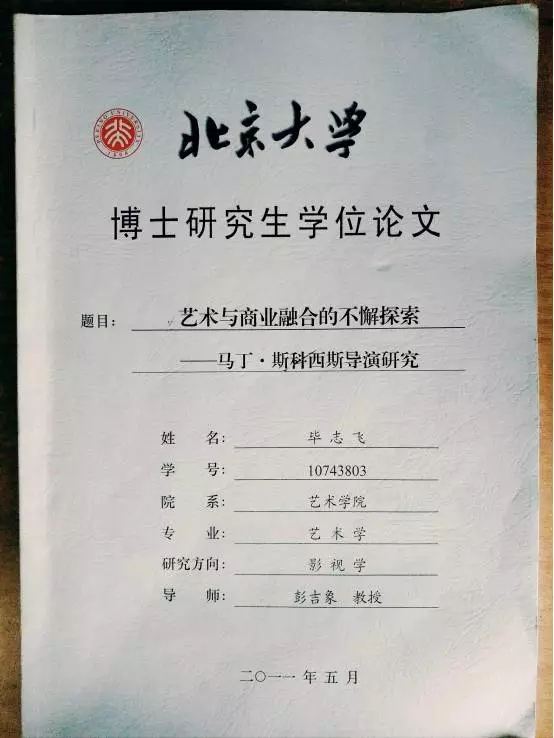 PEKING UNIVERSITY
1898
北京大学
博士研究生学位论文
题目： 艺术与商业融合的不懈探索
——马丁·斯科西斯导演研究
姓 名： 毕志飞
学 号： 10743803
院 系： 艺术学院
专 业： 艺术学
研究方向： 影视学
导 师： 彭吉象 教授
二〇一一年五月